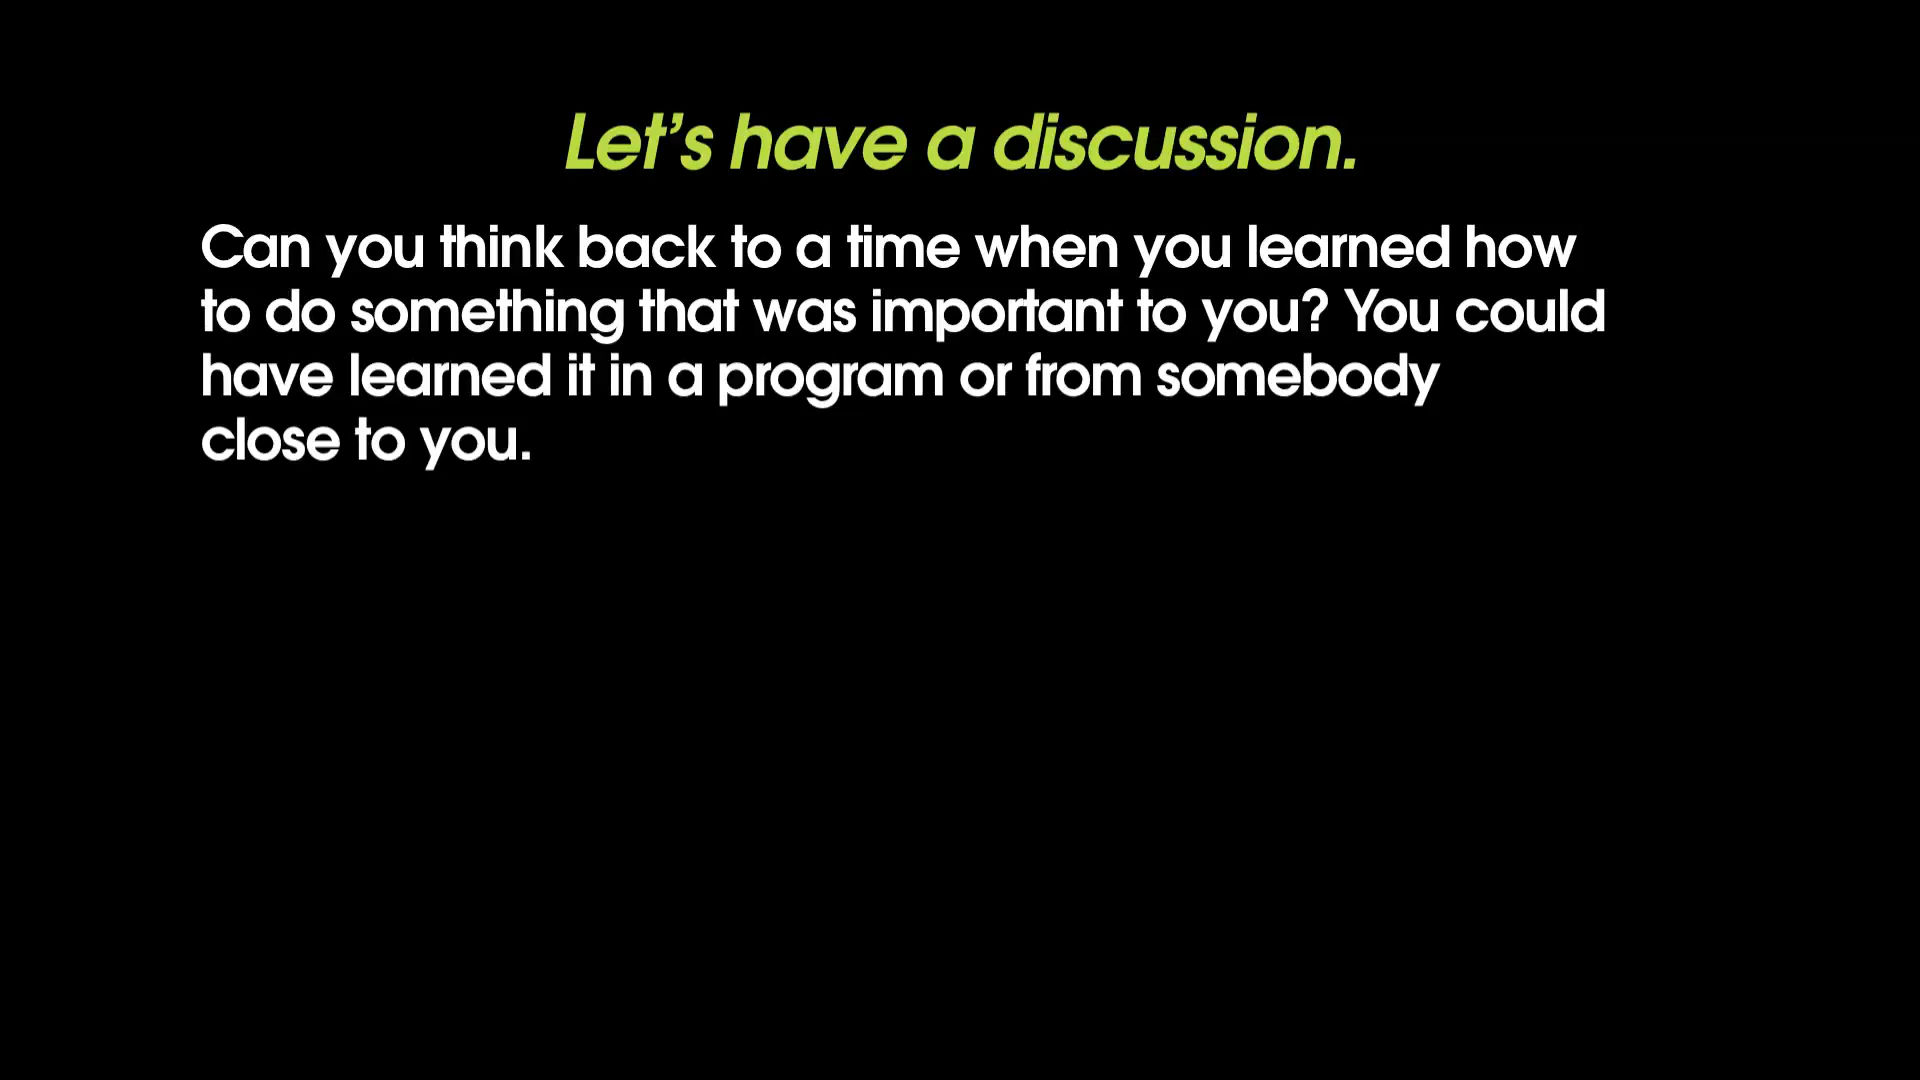 Let’s have a discussion.
Can you think back to a time when you learned how
to do something that was important to you? You could
have learned it in a program or from somebody
close to you.